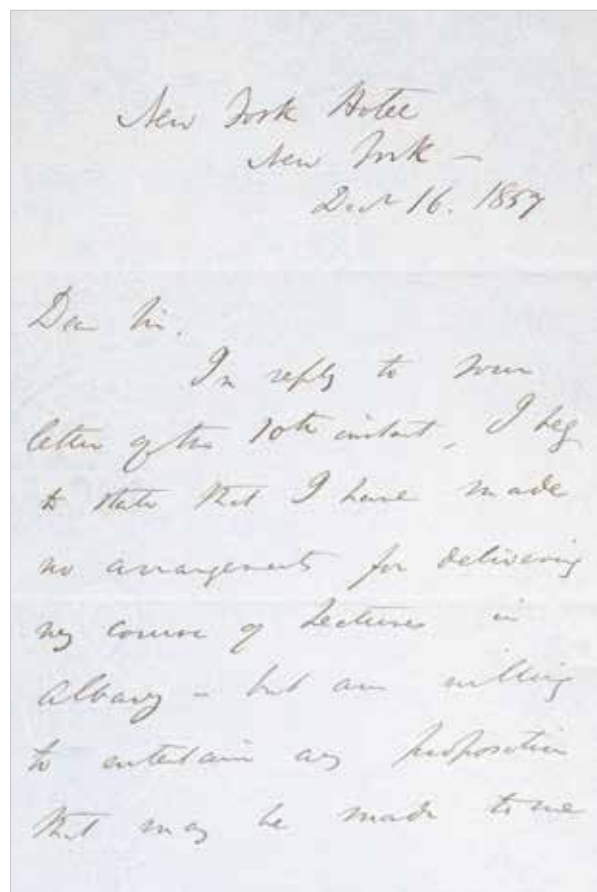 New York Hotel
New York –
Decr 16. 1857
Dear Sir.
In reply to your
letter of the 10th instant, I beg
to state that I have made
no arrangements for delivering
my course of Lectures in
Albany – but am willing
to entertain any proposition
that may be made to me